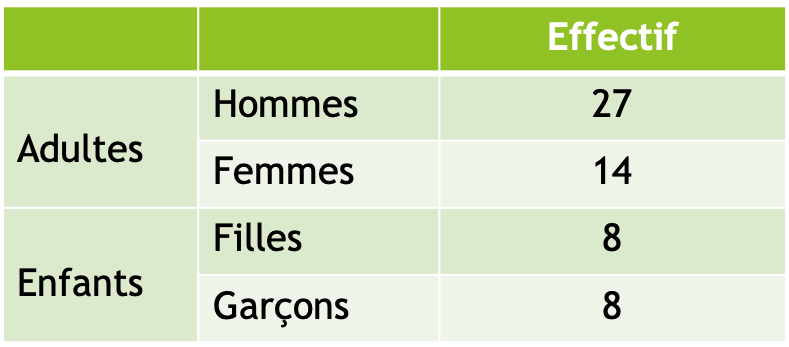 Effectif
Adultes
Hommes 27
Femmes 14
Enfants
Filles 8
Garçons 8